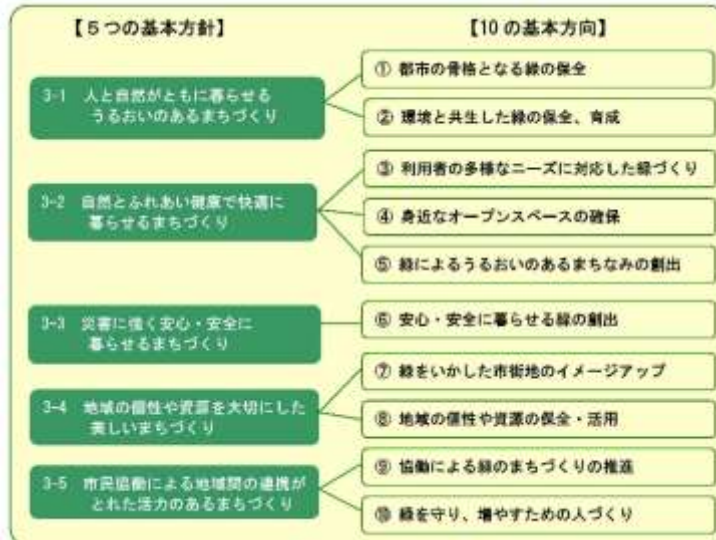 【５つの基本方針】
【10 の基本方向】
3-1 人と自然がともに暮らせる
うるおいのあるまちづくり
① 都市の骨格となる緑の保全
② 環境と共生した緑の保全、育成
3-2 自然とふれあい健康で快適に
暮らせるまちづくり
③ 利用者の多様なニーズに対応した緑づくり
④ 身近なオープンスペースの確保
⑤ 緑によるうるおいのあるまちなみの創出
3-3 災害に強く安心・安全に
暮らせるまちづくり
⑥ 安心・安全に暮らせる緑の創出
3-4 地域の個性や資源を大切にした
美しいまちづくり
⑦ 緑をいかした市街地のイメージアップ
⑧ 地域の個性や資源の保全・活用
3-5 市民協働による地域間の連携が
とれた活力のあるまちづくり
⑨ 協働による緑のまちづくりの推進
⑩ 緑を守り、増やすための人づくり